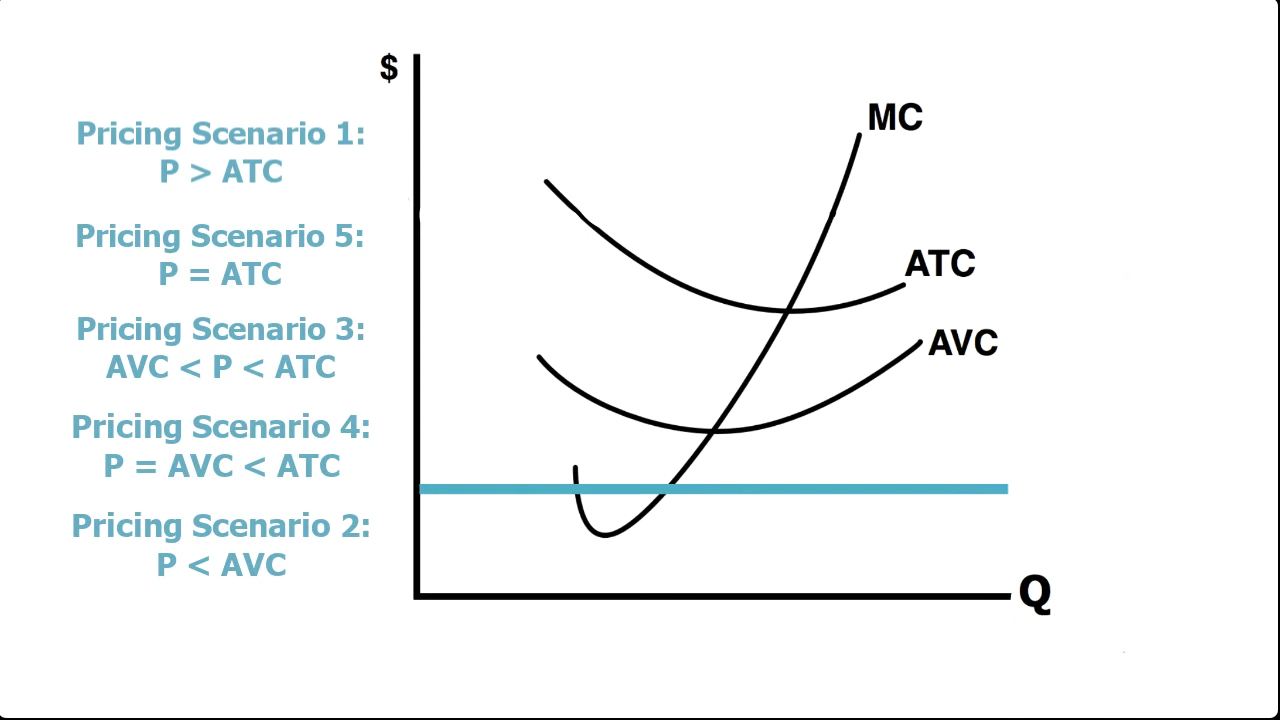 $
MC
Pricing Scenario 1:
P > ATC
Pricing Scenario 5:
P = ATC
ATC
Pricing Scenario 3:
AVC < P < ATC
AVC
Pricing Scenario 4:
P = AVC < ATC
Pricing Scenario 2:
P < AVC
Q